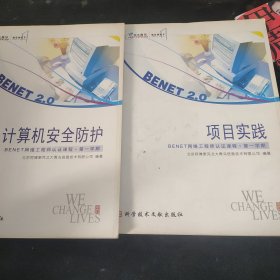 BENET 2.0
计算机安全防护
BENET网络工程师认证课程·第一学期
北京阿博泰克北大青鸟信息技术有限公司 编著
WE
CHANGE
LIVES
BENET 2.0
项目实践
BENET网络工程师认证课程·第一学期
北京阿博泰克北大青鸟信息技术有限公司 编著
WE
CHANGE
LIVES
科学技术文献出版社